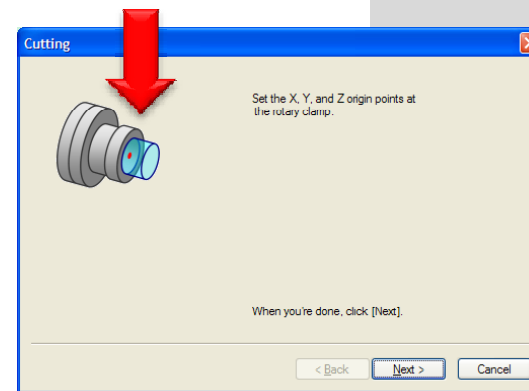 Cutting
Set the X, Y, and Z origin points at
the rotary clamp.
When you're done, click [Next].
< Back
Next >
Cancel